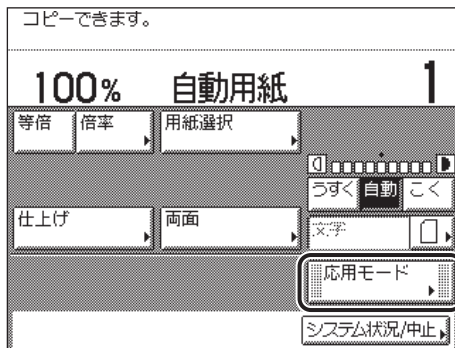 コピーできます。
100% 自動用紙 1
等倍 倍率 用紙選択
うすく 自動 こく
仕上げ 両面 文字
応用モード
システム状況/中止